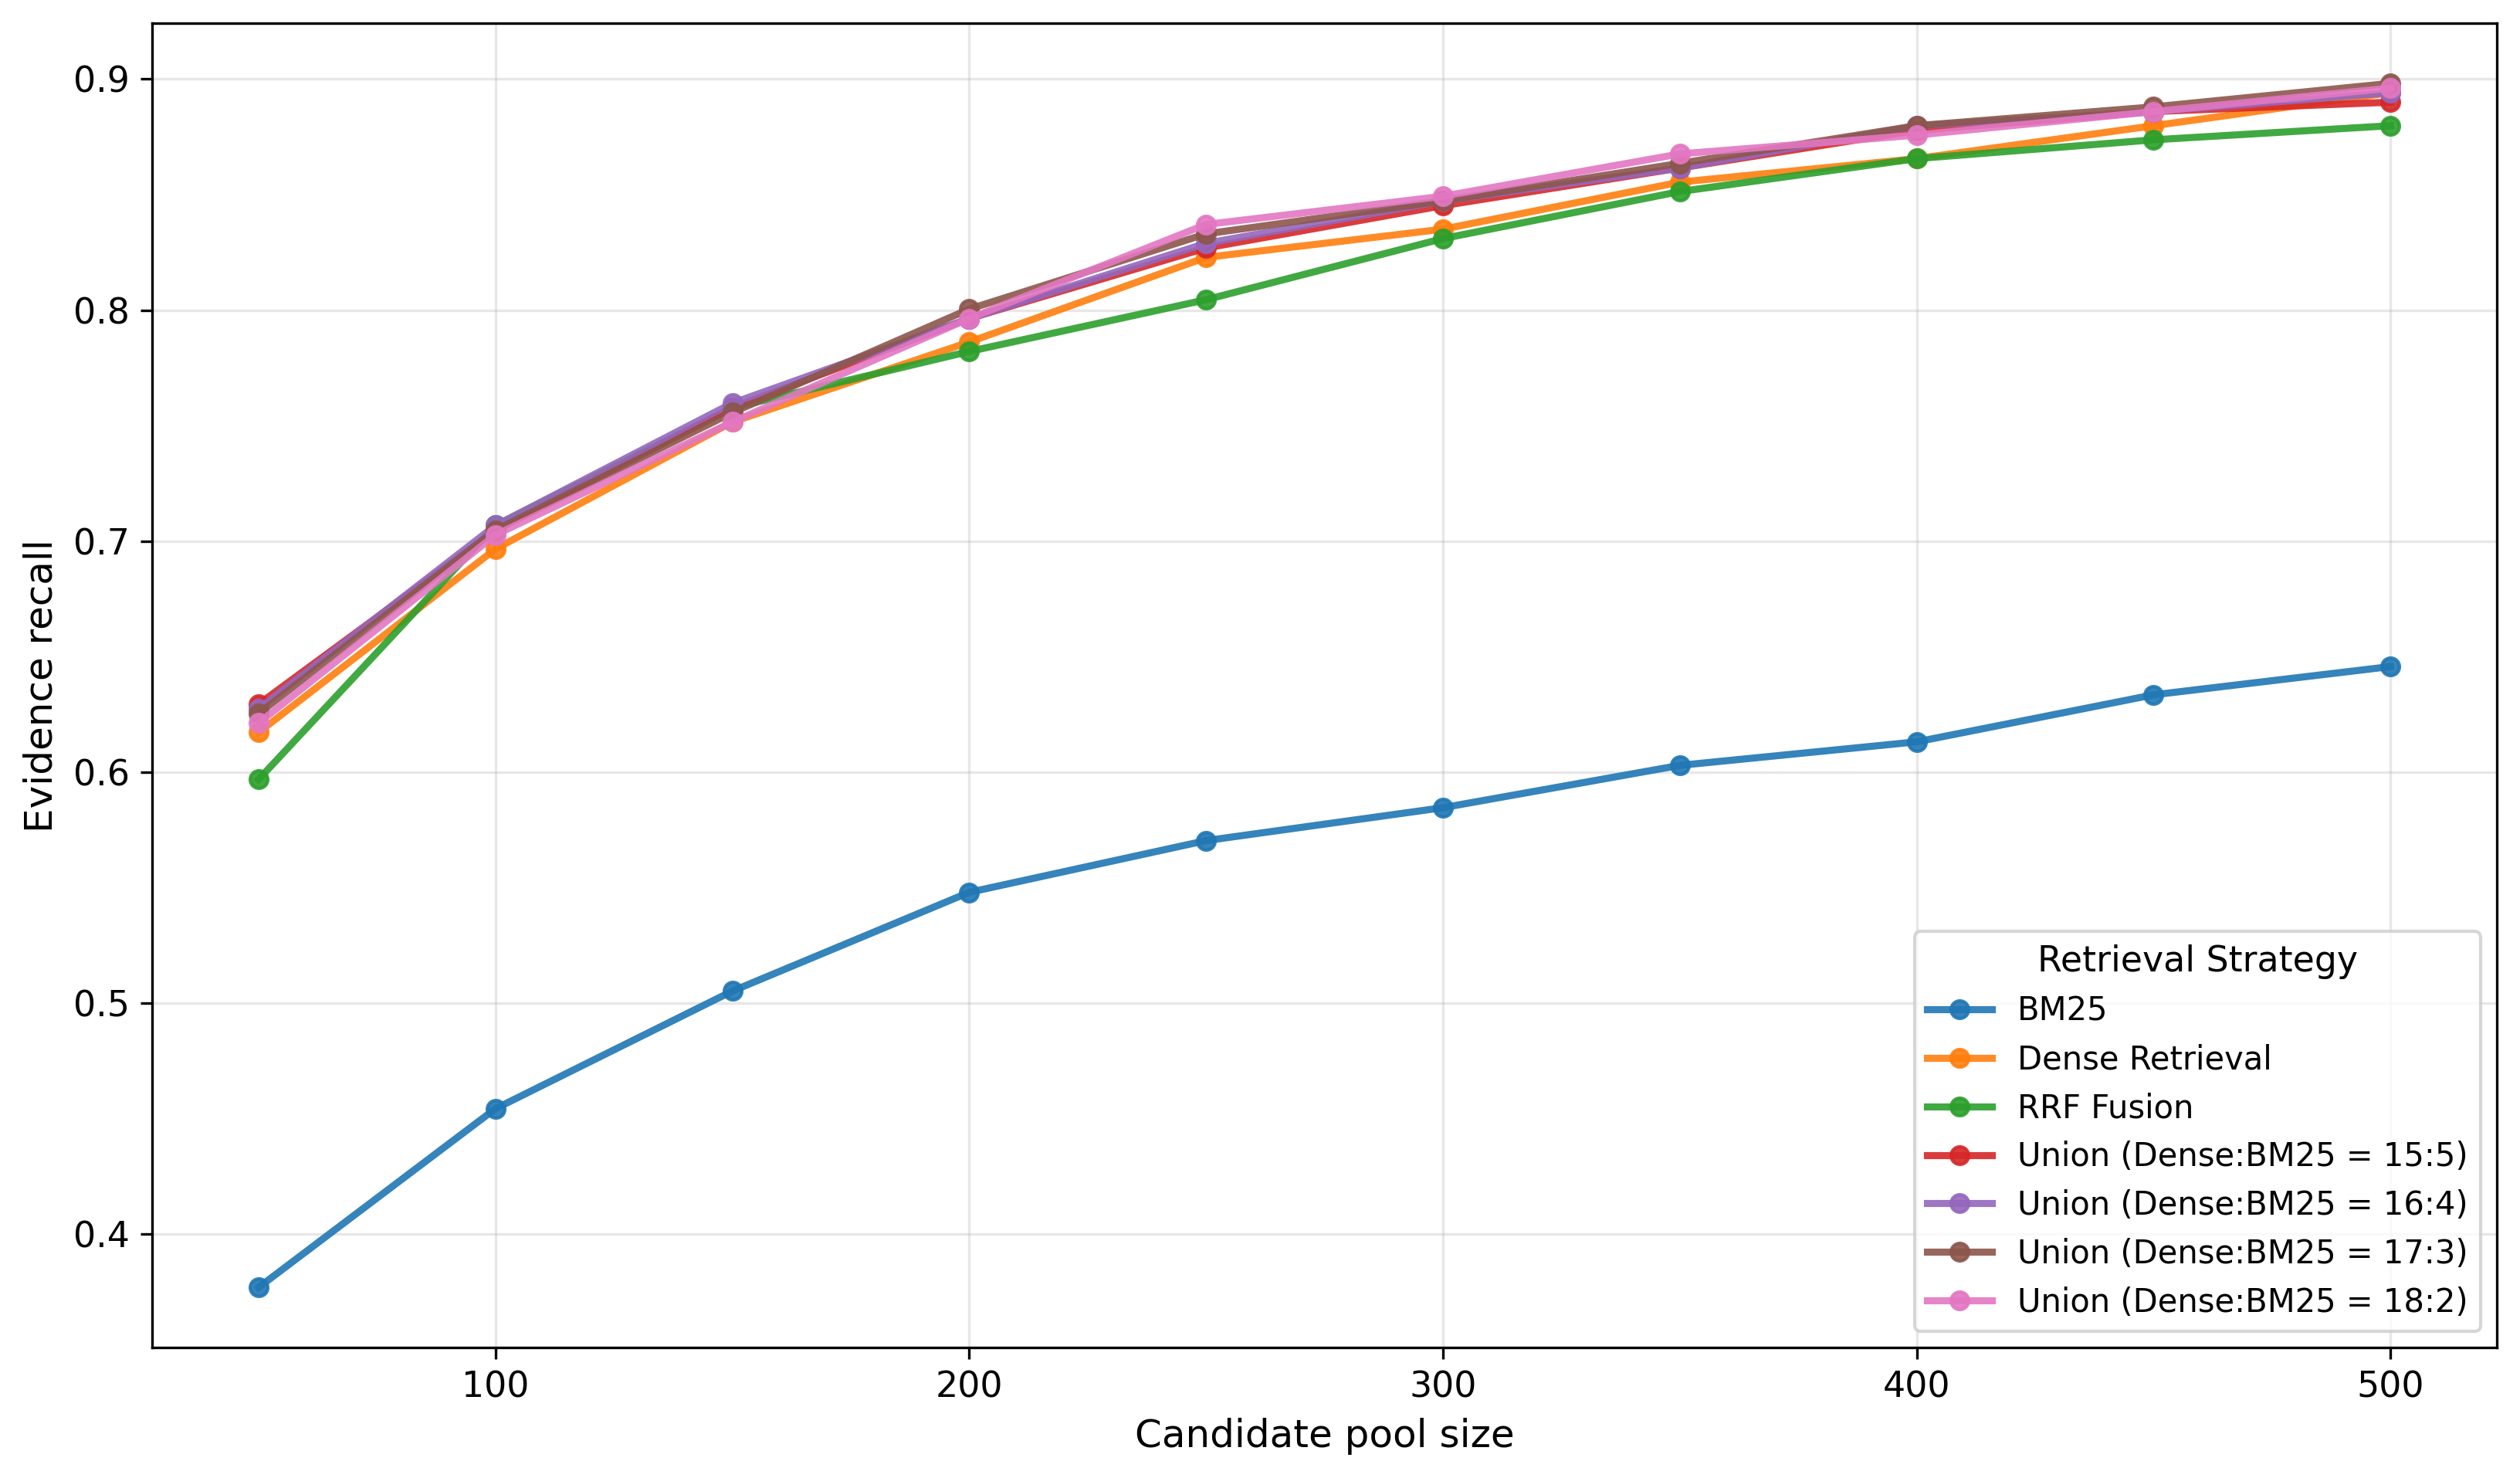 0.9
0.8
0.7
0.6
0.5
0.4
Evidence recall
100 200 300 400 500
Candidate pool size
Retrieval Strategy
BM25
Dense Retrieval
RRF Fusion
Union (Dense:BM25 = 15:5)
Union (Dense:BM25 = 16:4)
Union (Dense:BM25 = 17:3)
Union (Dense:BM25 = 18:2)